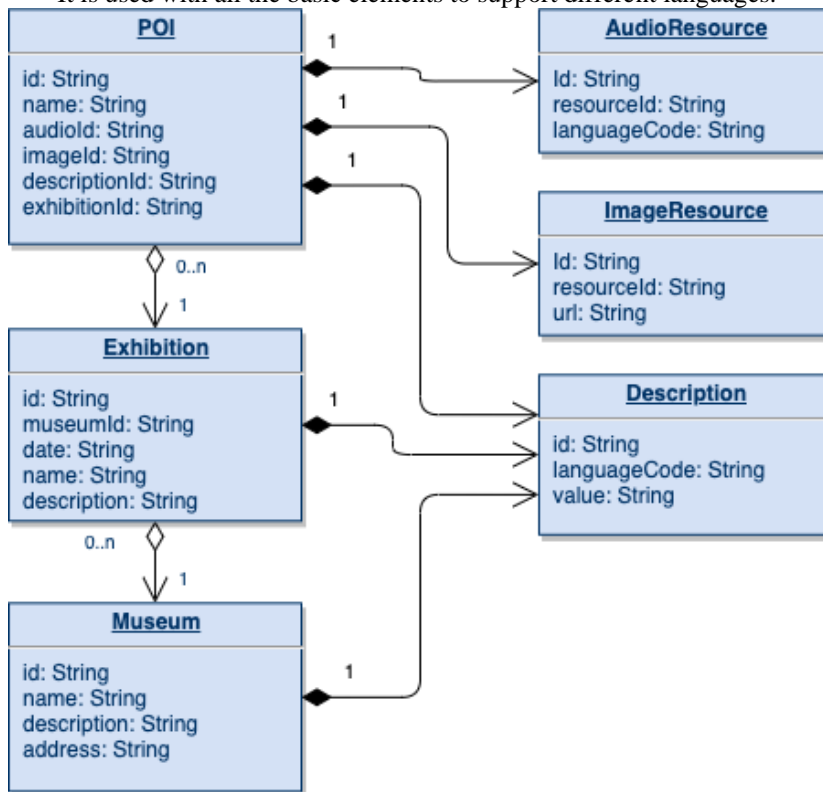 It is used with all the basic elements to support different languages.
POI
id: String
name: String
audioId: String
imageId: String
descriptionId: String
exhibitionId: String
1
1
1
AudioResource
Id: String
resourceId: String
languageCode: String
ImageResource
Id: String
resourceId: String
url: String
0..n
1
Exhibition
id: String
museumId: String
date: String
name: String
description: String
1
Description
id: String
languageCode: String
value: String
0..n
1
Museum
id: String
name: String
description: String
address: String
1